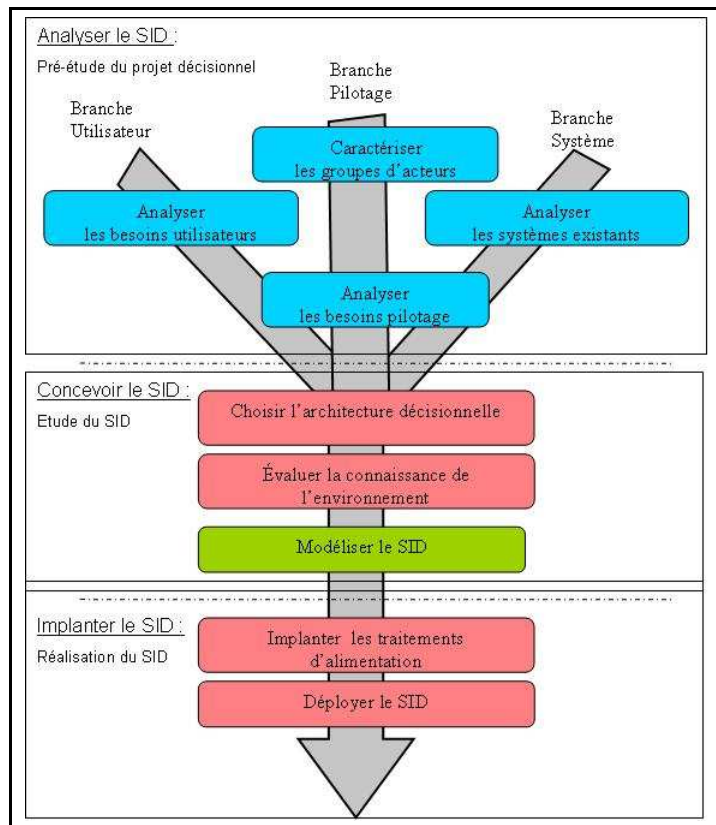 Analyser le SID :
Pré-étude du projet décisionnel
Branche
Pilotage
Branche
Utilisateur
Branche
Système
Caractériser
les groupes d'acteurs
Analyser
les besoins utilisateurs
Analyser
les systèmes existants
Analyser
les besoins pilotage
Concevoir le SID :
Etude du SID
Choisir l'architecture décisionnelle
Évaluer la connaissance de
l'environnement
Modéliser le SID
Implanter le SID :
Réalisation du SID
Implanter les traitements
d'alimentation
Déployer le SID